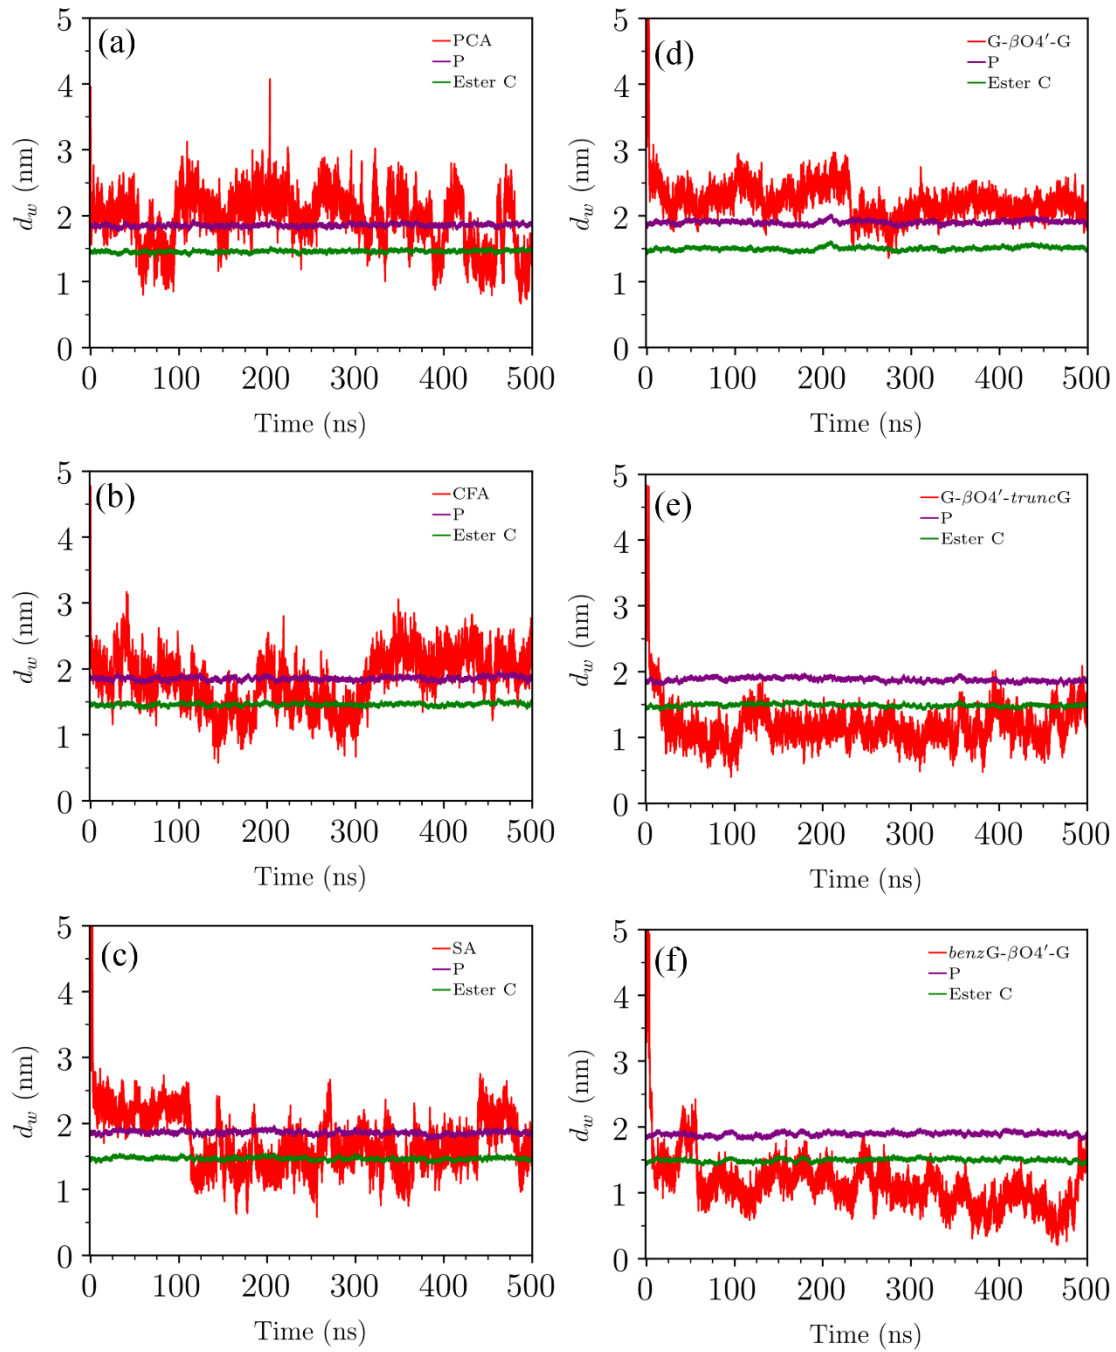 (a)
PCA
P
Ester C
5
4
3
2
1
0
d_w (nm)
0 100 200 300 400 500
Time (ns)
(d)
G-βO4′-G
P
Ester C
5
4
3
2
1
0
d_w (nm)
0 100 200 300 400 500
Time (ns)
(b)
CFA
P
Ester C
5
4
3
2
1
0
d_w (nm)
0 100 200 300 400 500
Time (ns)
(e)
G-βO4′-truncG
P
Ester C
5
4
3
2
1
0
d_w (nm)
0 100 200 300 400 500
Time (ns)
(c)
SA
P
Ester C
5
4
3
2
1
0
d_w (nm)
0 100 200 300 400 500
Time (ns)
(f)
benzG-βO4′-G
P
Ester C
5
4
3
2
1
0
d_w (nm)
0 100 200 300 400 500
Time (ns)